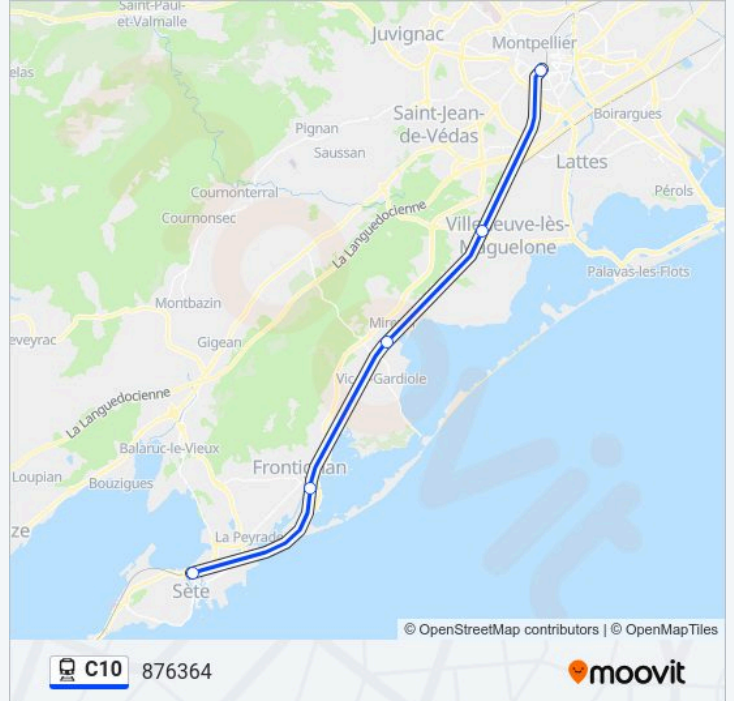 Saint-Paul-
et-Valmalle
Juvignac
Montpellier
elas
Saint-Jean-
de-Védas
Boirargues
Pignan
Saussan
Lattes
Cournonterral
Pérols
Cournonsec
La Languedocienne
Villeneuve-lès-
Maguelone
Palavas-les-Flots
Montbazin
Mireval
eveyrac
Gigean
Vic-la-Gardiole
La Languedocienne
Balaruc-le-Vieux
Loupian
Bouzigues
Frontignan
ze
La Peyrade
Sète
© OpenStreetMap contributors | © OpenMapTiles
C10 876364
moovit